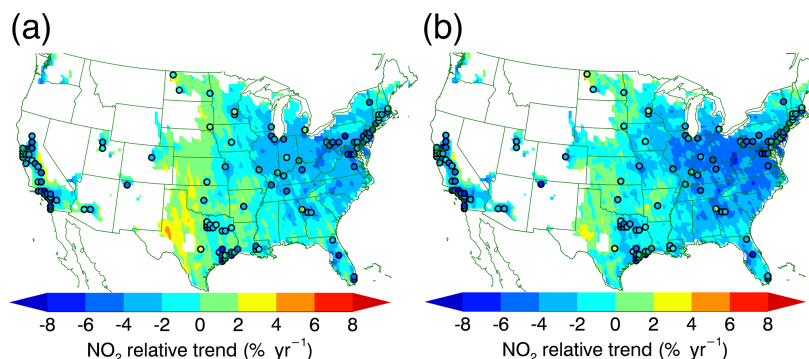 (a) (b)
-8 -6 -4 -2 0 2 4 6 8 -8 -6 -4 -2 0 2 4 6 8
NO₂ relative trend (% yr⁻¹) NO₂ relative trend (% yr⁻¹)